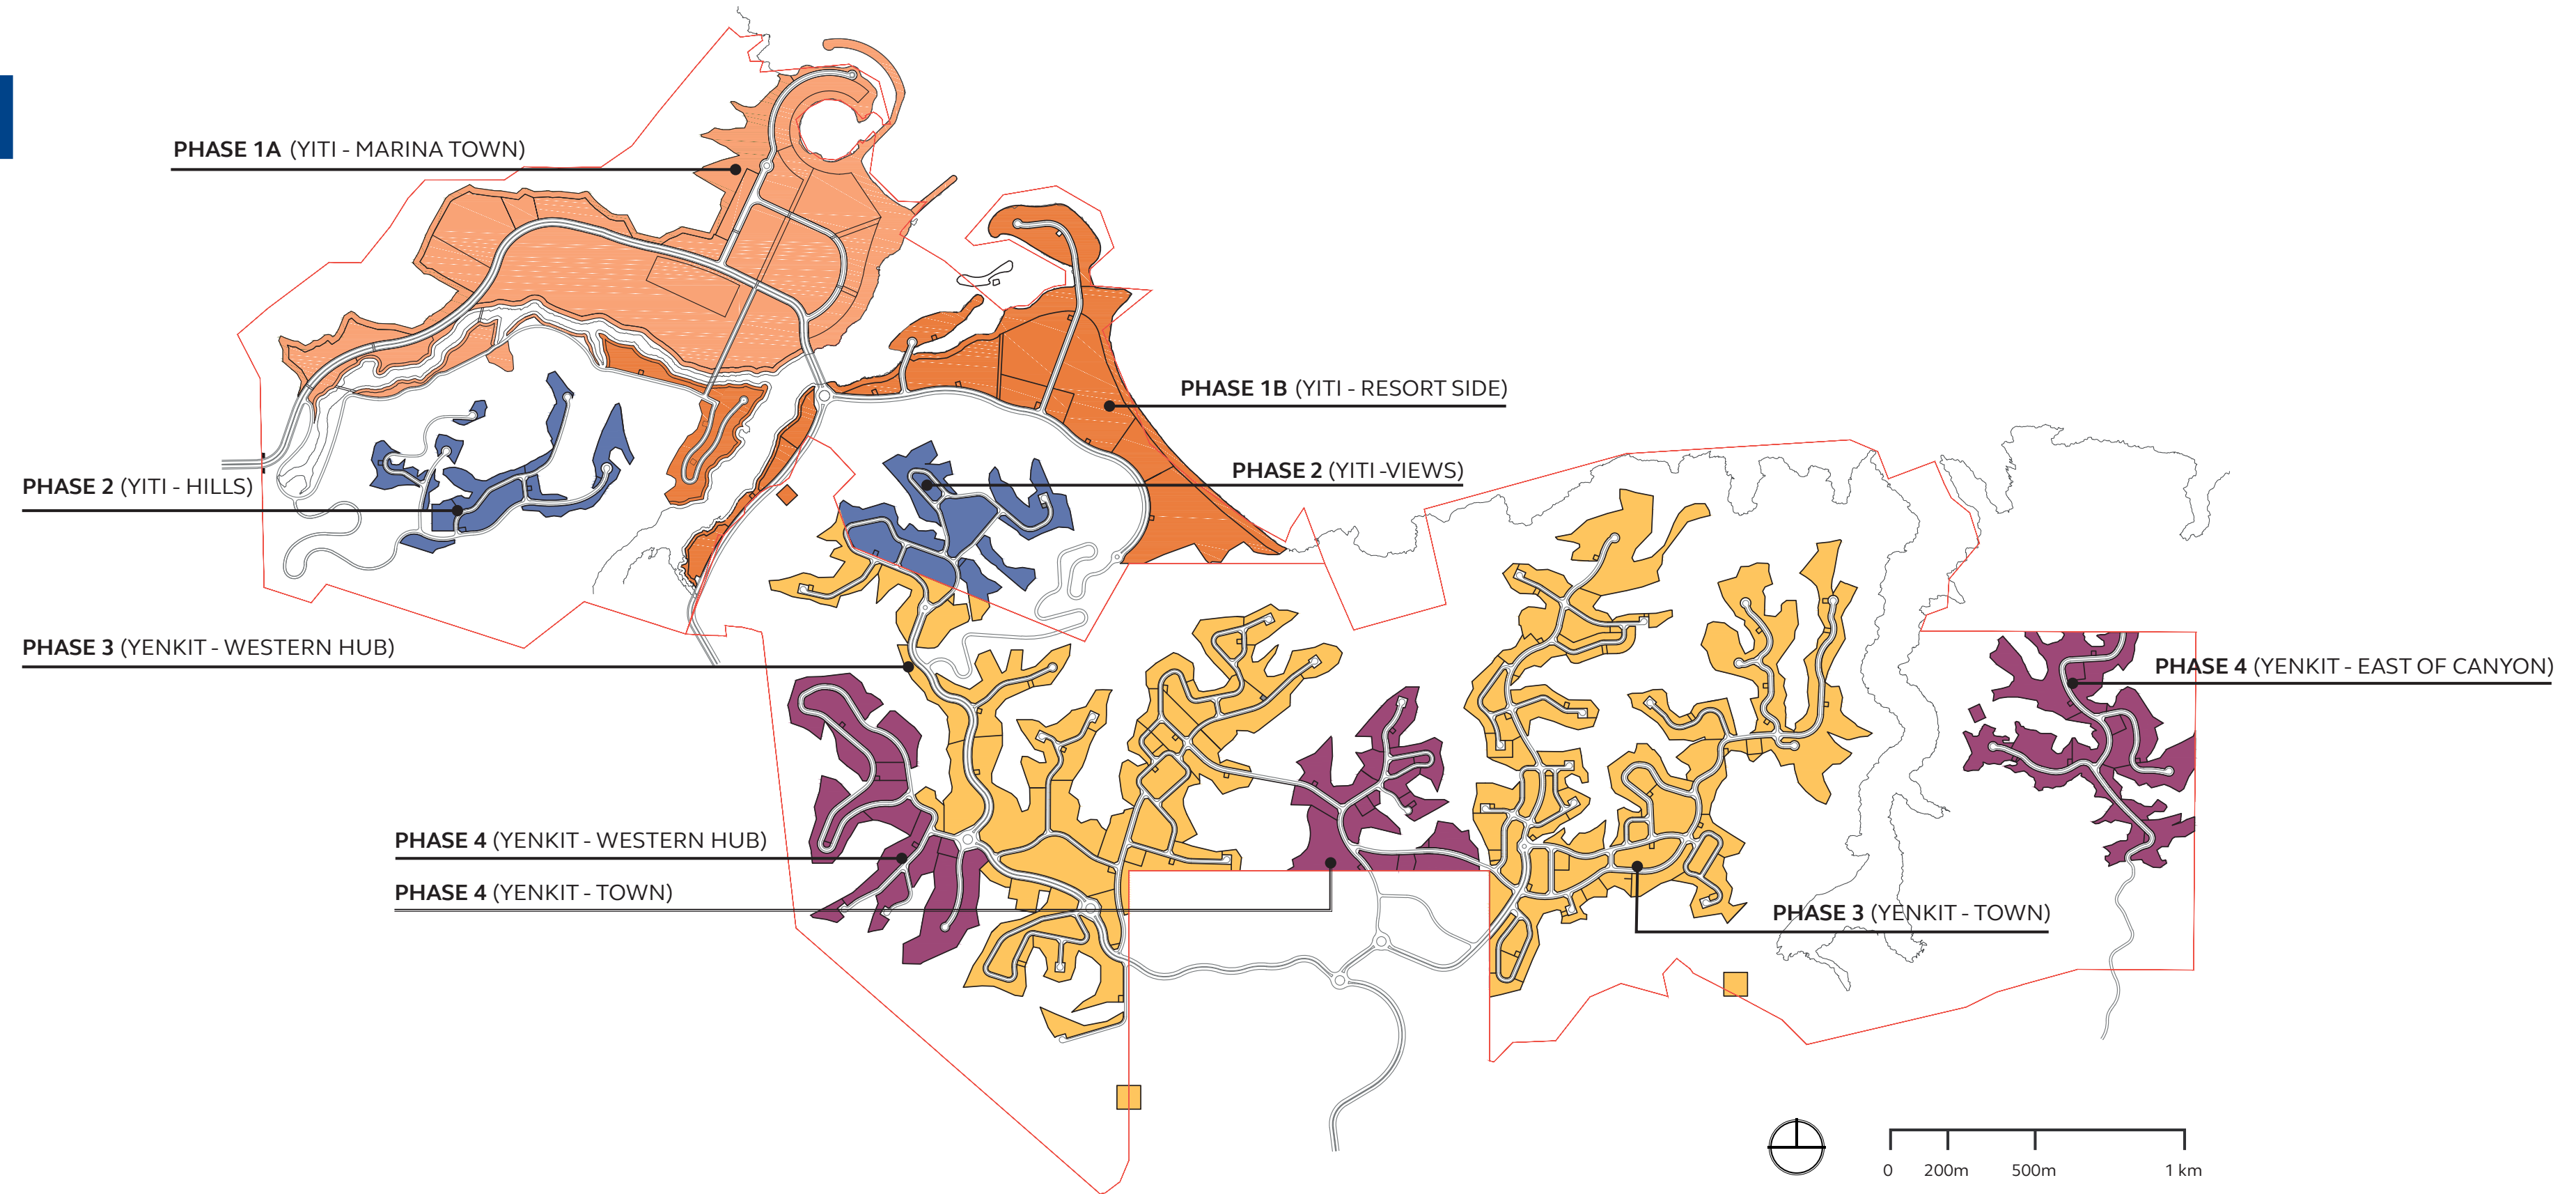 PHASE 1A (YITI - MARINA TOWN)
PHASE 1B (YITI - RESORT SIDE)
PHASE 2 (YITI -VIEWS)
PHASE 2 (YITI - HILLS)
PHASE 3 (YENKIT - WESTERN HUB)
PHASE 4 (YENKIT - EAST OF CANYON)
PHASE 4 (YENKIT - WESTERN HUB)
PHASE 4 (YENKIT - TOWN)
PHASE 3 (YENKIT - TOWN)
0 200m 500m 1 km